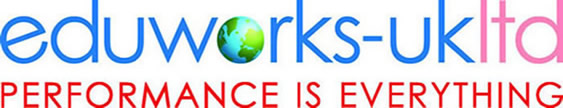 eduworks-ukltd
PERFORMANCE IS EVERYTHING